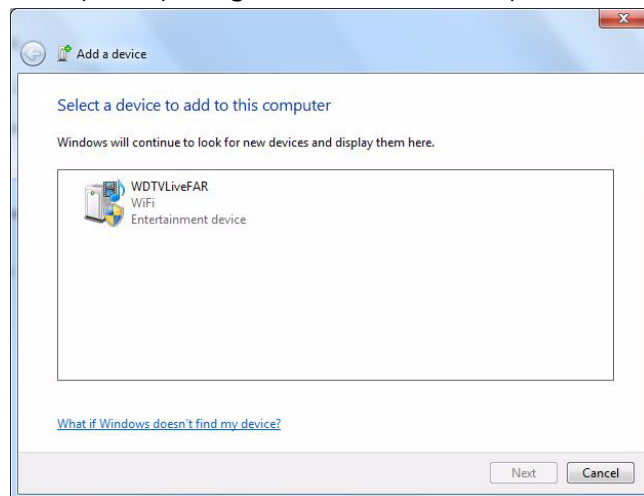 Add a device
Select a device to add to this computer
Windows will continue to look for new devices and display them here.
WDTVLiveFAR
WiFi
Entertainment device
What if Windows doesn't find my device?
Next
Cancel